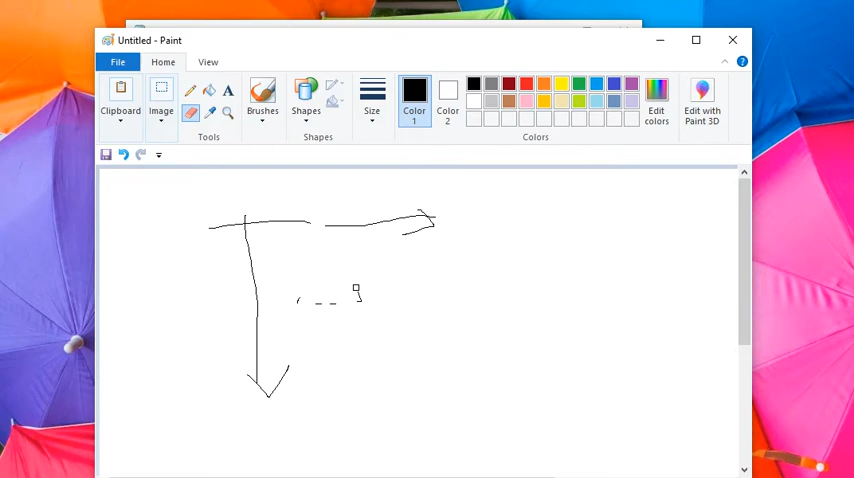 Untitled - Paint
File Home View
Clipboard
Image
A
Tools
Brushes
Shapes
Shapes
Size
Color 1
Color 2
Edit colors
Colors
Edit with Paint 3D